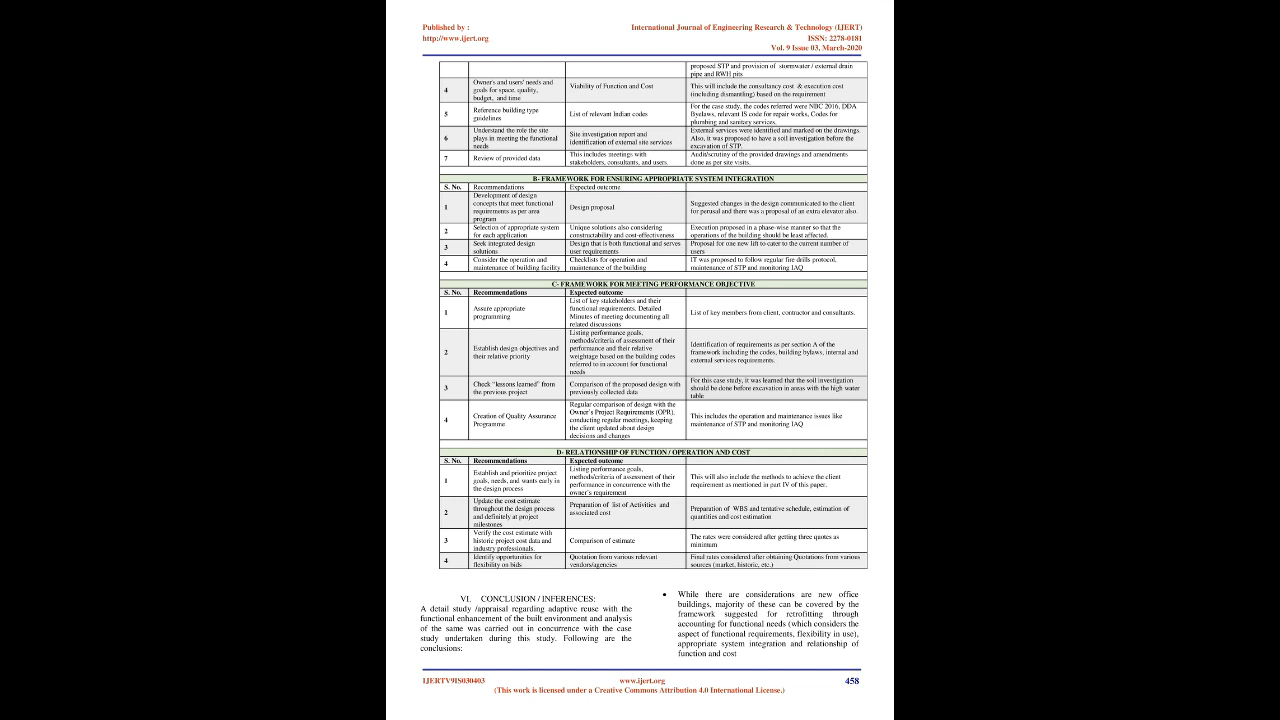 Published by :
International Journal of Engineering Research & Technology (IJERT)
http://www.ijert.org
ISSN: 2278-0181
Vol. 9 Issue 03, March-2020
proposed STP and provision of stormwater / external drain
pipe and RWH pits
4
Owner's and users' needs and
goals for space, quality,
budget, and time
Viability of Function and Cost
This will include the consultancy cost & execution cost
(including dismantling) based on the requirement
5
Reference building type
guidelines
List of relevant Indian codes
For the case study, the codes referred were NBC 2016, DDA
Byelaws, relevant IS code for repair works, Codes for
plumbing and sanitary services.
6
Understand the role the site
plays in meeting the functional
needs
Site investigation report and
identification of external site services
External services were identified and marked on the drawings.
Also, it was proposed to have a soil investigation before the
excavation of STP.
7
Review of provided data
This includes meetings with
stakeholders, consultants, and users.
Audit/scrutiny of the provided drawings and amendments
done as per site visits.
B- FRAMEWORK FOR ENSURING APPROPRIATE SYSTEM INTEGRATION
S. No.
Recommendations
Expected outcome
1
Development of design
concepts that meet functional
requirements as per area
program
Design proposal
Suggested changes in the design communicated to the client
for perusal and there was a proposal of an extra elevator also.
2
Selection of appropriate system
for each application
Unique solutions also considering
constructability and cost-effectiveness
Execution proposed in a phase-wise manner so that the
operations of the building should be least affected.
3
Seek integrated design
solutions
Design that is both functional and serves
user requirements
Proposal for one new lift to cater to the current number of
users
4
Consider the operation and
maintenance of building facility
Checklists for operation and
maintenance of the building
IT was proposed to follow regular fire drills protocol,
maintenance of STP and monitoring IAQ
C- FRAMEWORK FOR MEETING PERFORMANCE OBJECTIVE
S. No.
Recommendations
Expected outcome
1
Assure appropriate
programming
List of key stakeholders and their
functional requirements. Detailed
Minutes of meeting documenting all
related discussions
List of key members from client, contractor and consultants.
2
Establish design objectives and
their relative priority
Listing performance goals,
methods/criteria of assessment of their
performance and their relative
weightage based on the building codes
referred to in account for functional
needs
Identification of requirements as per section A of the
framework including the codes, building bylaws, internal and
external services requirements.
3
Check “lessons learned” from
the previous project
Comparison of the proposed design with
previously collected data
For this case study, it was learned that the soil investigation
should be done before excavation in areas with the high water
table
4
Creation of Quality Assurance
Programme
Regular comparison of design with the
Owner’s Project Requirements (OPR),
conducting regular meetings, keeping
the client updated about design
decisions and changes
This includes the operation and maintenance issues like
maintenance of STP and monitoring IAQ
D- RELATIONSHIP OF FUNCTION / OPERATION AND COST
S. No.
Recommendations
Expected outcome
1
Establish and prioritize project
goals, needs, and wants early in
the design process
Listing performance goals,
methods/criteria of assessment of their
performance in concurrence with the
owner’s requirement
This will also include the methods to achieve the client
requirement as mentioned in part IV of this paper.
2
Update the cost estimate
throughout the design process
and definitely at project
milestones
Preparation of list of Activities and
associated cost
Preparation of WBS and tentative schedule, estimation of
quantities and cost estimation
3
Verify the cost estimate with
historic project cost data and
industry professionals.
Comparison of estimate
The rates were considered after getting three quotes as
minimum
4
Identify opportunities for
flexibility on bids
Quotation from various relevant
vendors/agencies
Final rates considered after obtaining Quotations from various
sources (market, historic, etc.)
VI. CONCLUSION / INFERENCES:
A detail study /appraisal regarding adaptive reuse with the
functional enhancement of the built environment and analysis
of the same was carried out in concurrence with the case
study undertaken during this study. Following are the
conclusions:
• While there are considerations are new office
buildings, majority of these can be covered by the
framework suggested for retrofitting through
accounting for functional needs (which considers the
aspect of functional requirements, flexibility in use),
appropriate system integration and relationship of
function and cost
IJERTV9IS030403
www.ijert.org
458
(This work is licensed under a Creative Commons Attribution 4.0 International License.)